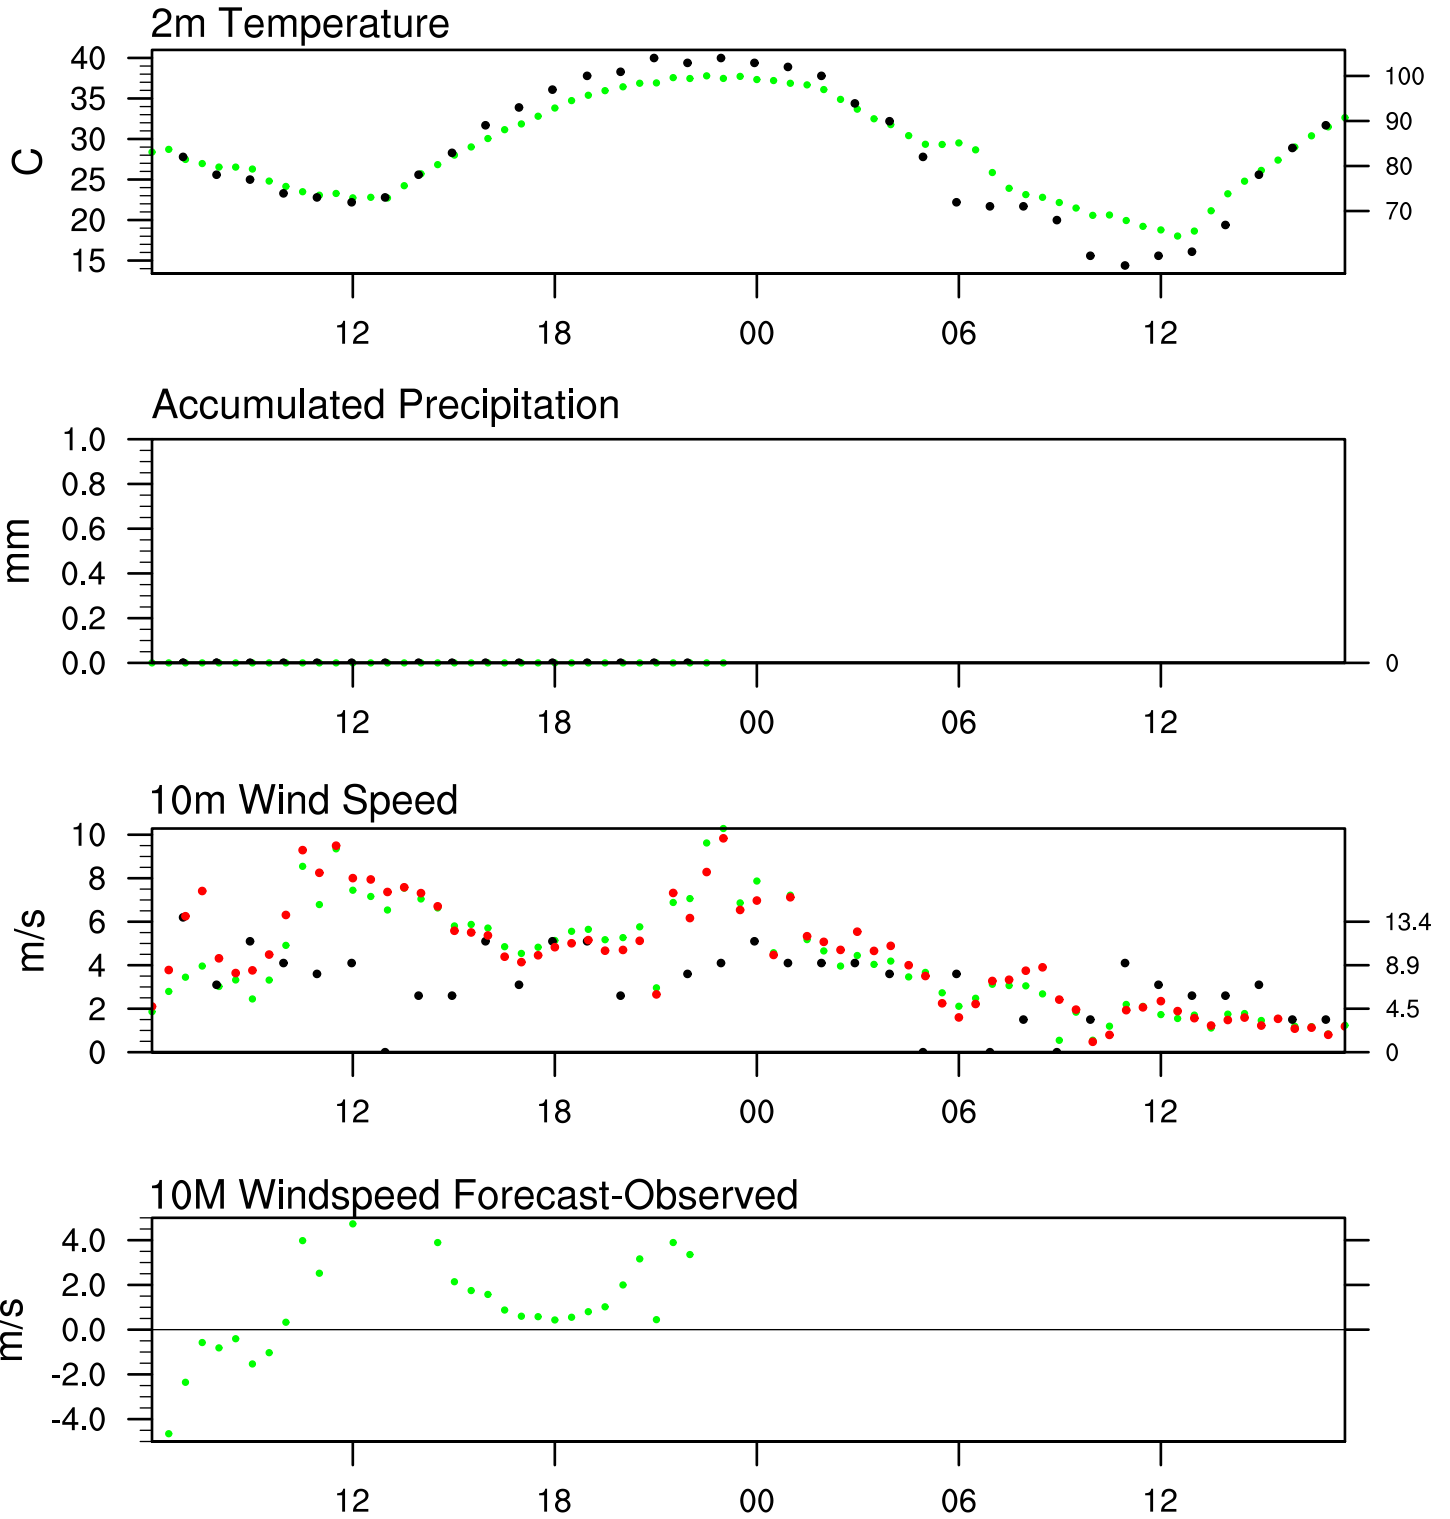 2m Temperature
40
35
30
25
20
15
C
100
90
80
70
12 18 00 06 12
Accumulated Precipitation
1.0
0.8
0.6
0.4
0.2
0.0
mm
0
12 18 00 06 12
10m Wind Speed
10
8
6
4
2
0
m/s
13.4
8.9
4.5
0
12 18 00 06 12
10M Windspeed Forecast-Observed
4.0
2.0
0.0
-2.0
-4.0
m/s
12 18 00 06 12